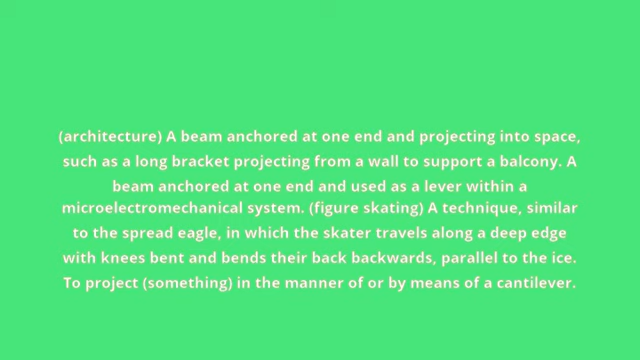 (architecture) A beam anchored at one end and projecting into space,
such as a long bracket projecting from a wall to support a balcony. A
beam anchored at one end and used as a lever within a
microelectromechanical system. (figure skating) A technique, similar
to the spread eagle, in which the skater travels along a deep edge
with knees bent and bends their back backwards, parallel to the ice.
To project (something) in the manner of or by means of a cantilever.